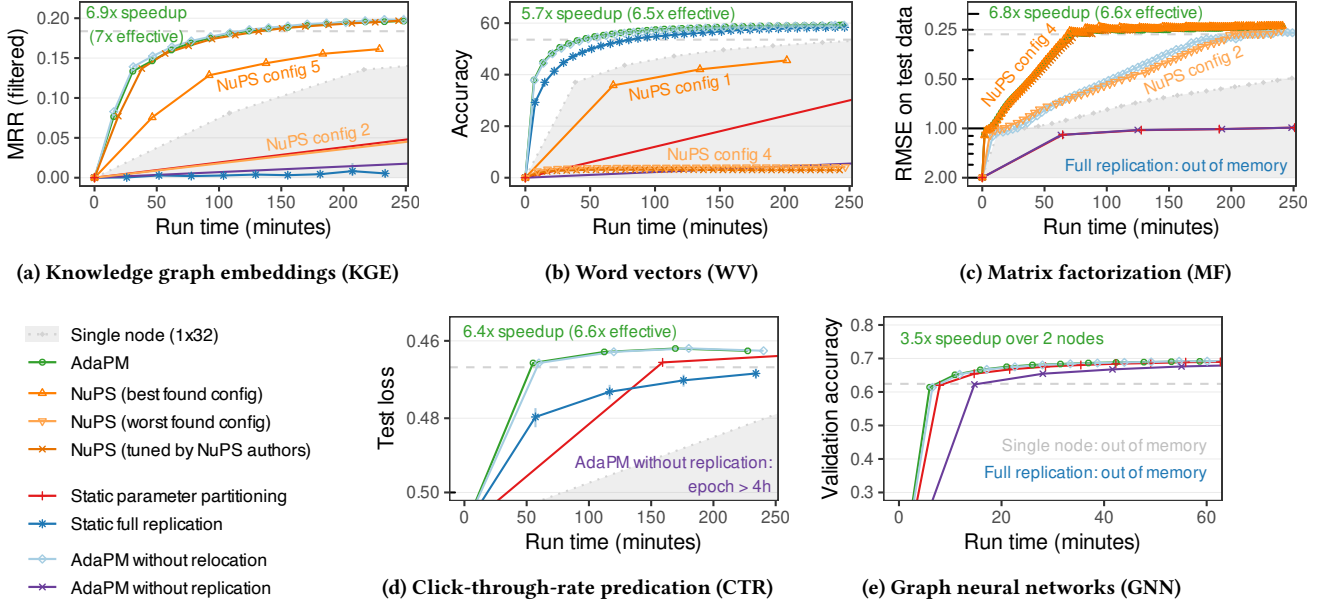 6.9x speedup
(7x effective)
NuPS config 5
NuPS config 2
MRR (filtered)
0.20
0.15
0.10
0.05
0.00
0 50 100 150 200 250
Run time (minutes)
(a) Knowledge graph embeddings (KGE)
5.7x speedup (6.5x effective)
NuPS config 1
NuPS config 4
Accuracy
60
40
20
0
0 50 100 150 200 250
Run time (minutes)
(b) Word vectors (WV)
6.8x speedup (6.6x effective)
NuPS config 4
NuPS config 2
Full replication: out of memory
RMSE on test data
0.25
0.50
1.00
2.00
0 50 100 150 200 250
Run time (minutes)
(c) Matrix factorization (MF)
Single node (1x32)
AdaPM
NuPS (best found config)
NuPS (worst found config)
NuPS (tuned by NuPS authors)
Static parameter partitioning
Static full replication
AdaPM without relocation
AdaPM without replication
6.4x speedup (6.6x effective)
AdaPM without replication:
epoch > 4h
Test loss
0.46
0.48
0.50
0 50 100 150 200 250
Run time (minutes)
(d) Click-through-rate predication (CTR)
3.5x speedup over 2 nodes
Single node: out of memory
Full replication: out of memory
Validation accuracy
0.8
0.7
0.6
0.5
0.4
0.3
0 20 40 60
Run time (minutes)
(e) Graph neural networks (GNN)